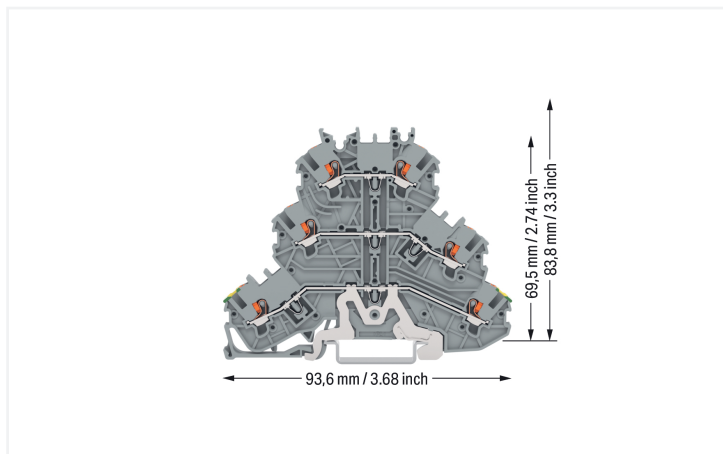 69,5 mm / 2.74 inch
83,8 mm / 3.3 inch
93,6 mm / 3.68 inch